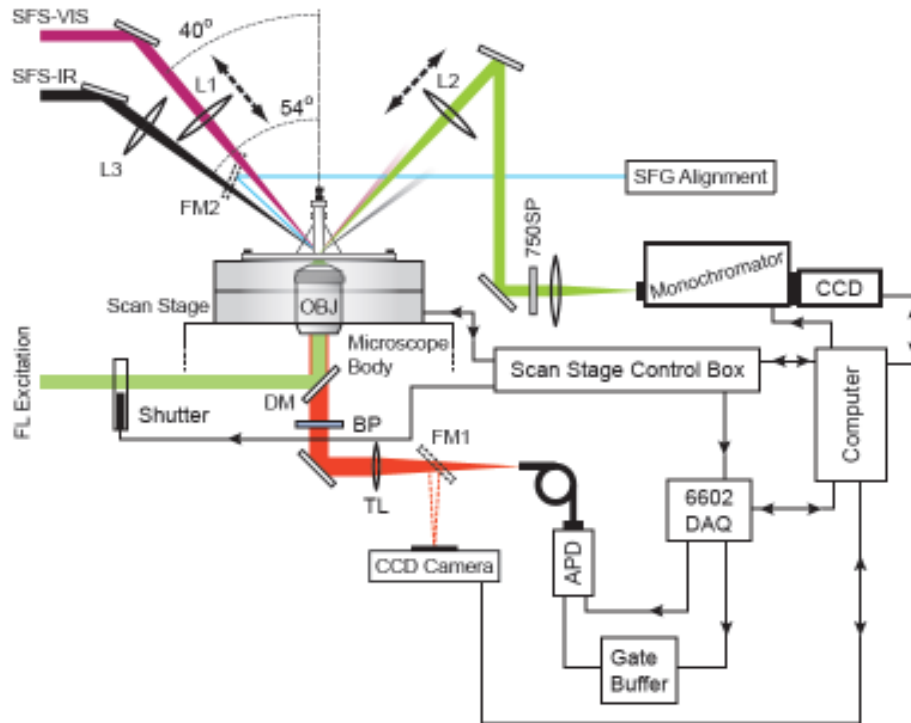 SFS-VIS
40°
SFS-IR
L1
L2
54°
L3
FM2
SFG Alignment
750SP
Monochromator
CCD
Scan Stage
OBJ
Microscope
Body
Scan Stage Control Box
Computer
FL Excitation
Shutter
DM
BP
FM1
TL
6602
DAQ
CCD Camera
APD
Gate
Buffer